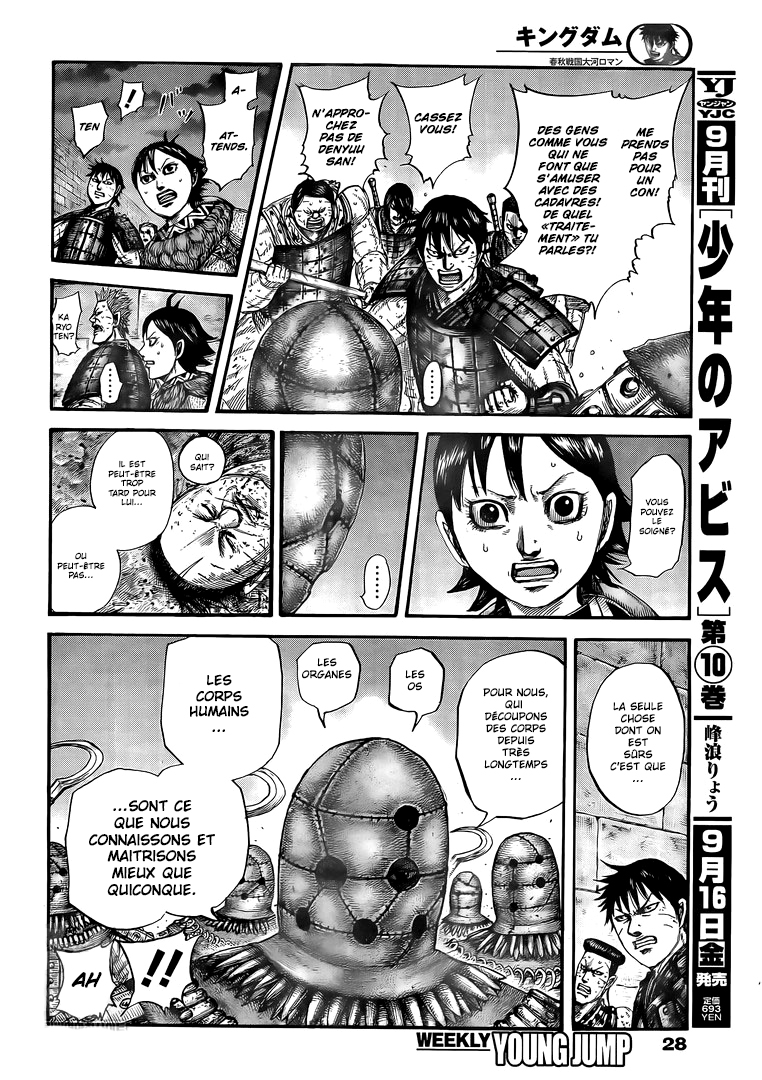 キングダム
春秋戦国大河ロマン
ME
PRENDS
PAS
POUR
UN
CON!
DES GENS
COMME VOUS
QUI NE
FONT QUE
S'AMUSER
AVEC DES
CADAVRES!
DE QUEL
«TRAITE-
MENT» TU
PARLES?!
CASSEZ
VOUS!
N'APPRO-
CHEZ
PAS DE
DENYUU
SAN!
A-
AT-
TENDS.
!
TEN
KA
RYO
TEN?
VOUS
POUVEZ
LE
SOIGNÉ?
QUI
SAIT?
IL EST
PEUT-ÊTRE
TROP
TARD POUR
LUI...
OU
PEUT-ÊTRE
PAS...
LA SEULE
CHOSE
DONT ON
EST
SÛRS
C'EST QUE
...
POUR NOUS,
QUI
DÉCOUPONS
DES CORPS
DEPUIS
TRÈS
LONGTEMPS
...
LES
OS
LES
ORGANES
LES
CORPS
HUMAINS
...
...SONT CE
QUE NOUS
CONNAISSONS ET
MAITRISONS
MIEUX QUE
QUICONQUE.
AH
!!
YJ
ヤンジャン
YJC
9月刊[少年のアビス]第⑩巻
峰浪りょう
9月16日金発売
定価
693
YEN
WEEKLY YOUNG JUMP
28